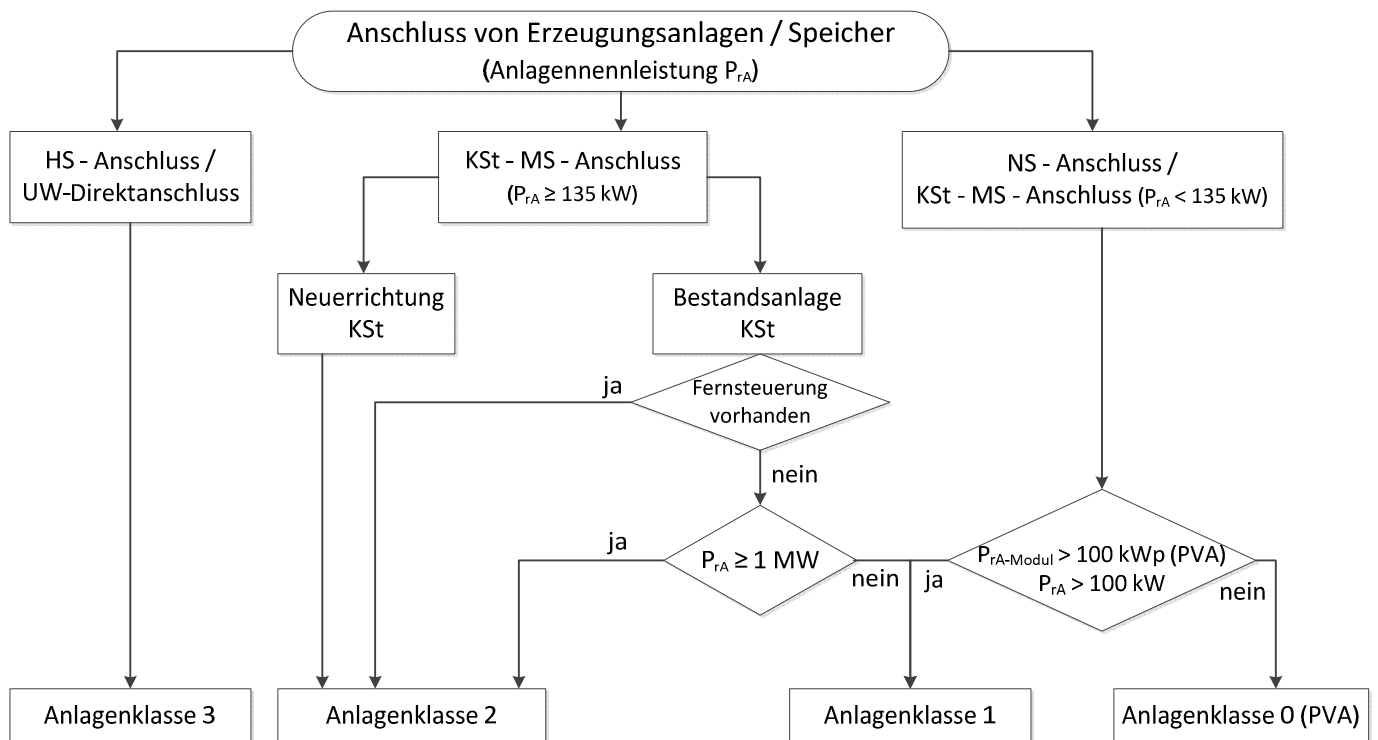 Anschluss von Erzeugungsanlagen / Speicher
(Anlagennennleistung PrA)
HS - Anschluss /
UW-Direktanschluss
KSt - MS - Anschluss
(PrA ≥ 135 kW)
NS - Anschluss /
KSt - MS - Anschluss (PrA < 135 kW)
Neuerrichtung
KSt
Bestandsanlage
KSt
ja
Fernsteuerung
vorhanden
nein
ja
PrA ≥ 1 MW
nein
ja
PrA-Modul > 100 kWp (PVA)
PrA > 100 kW
nein
Anlagenklasse 3
Anlagenklasse 2
Anlagenklasse 1
Anlagenklasse 0 (PVA)